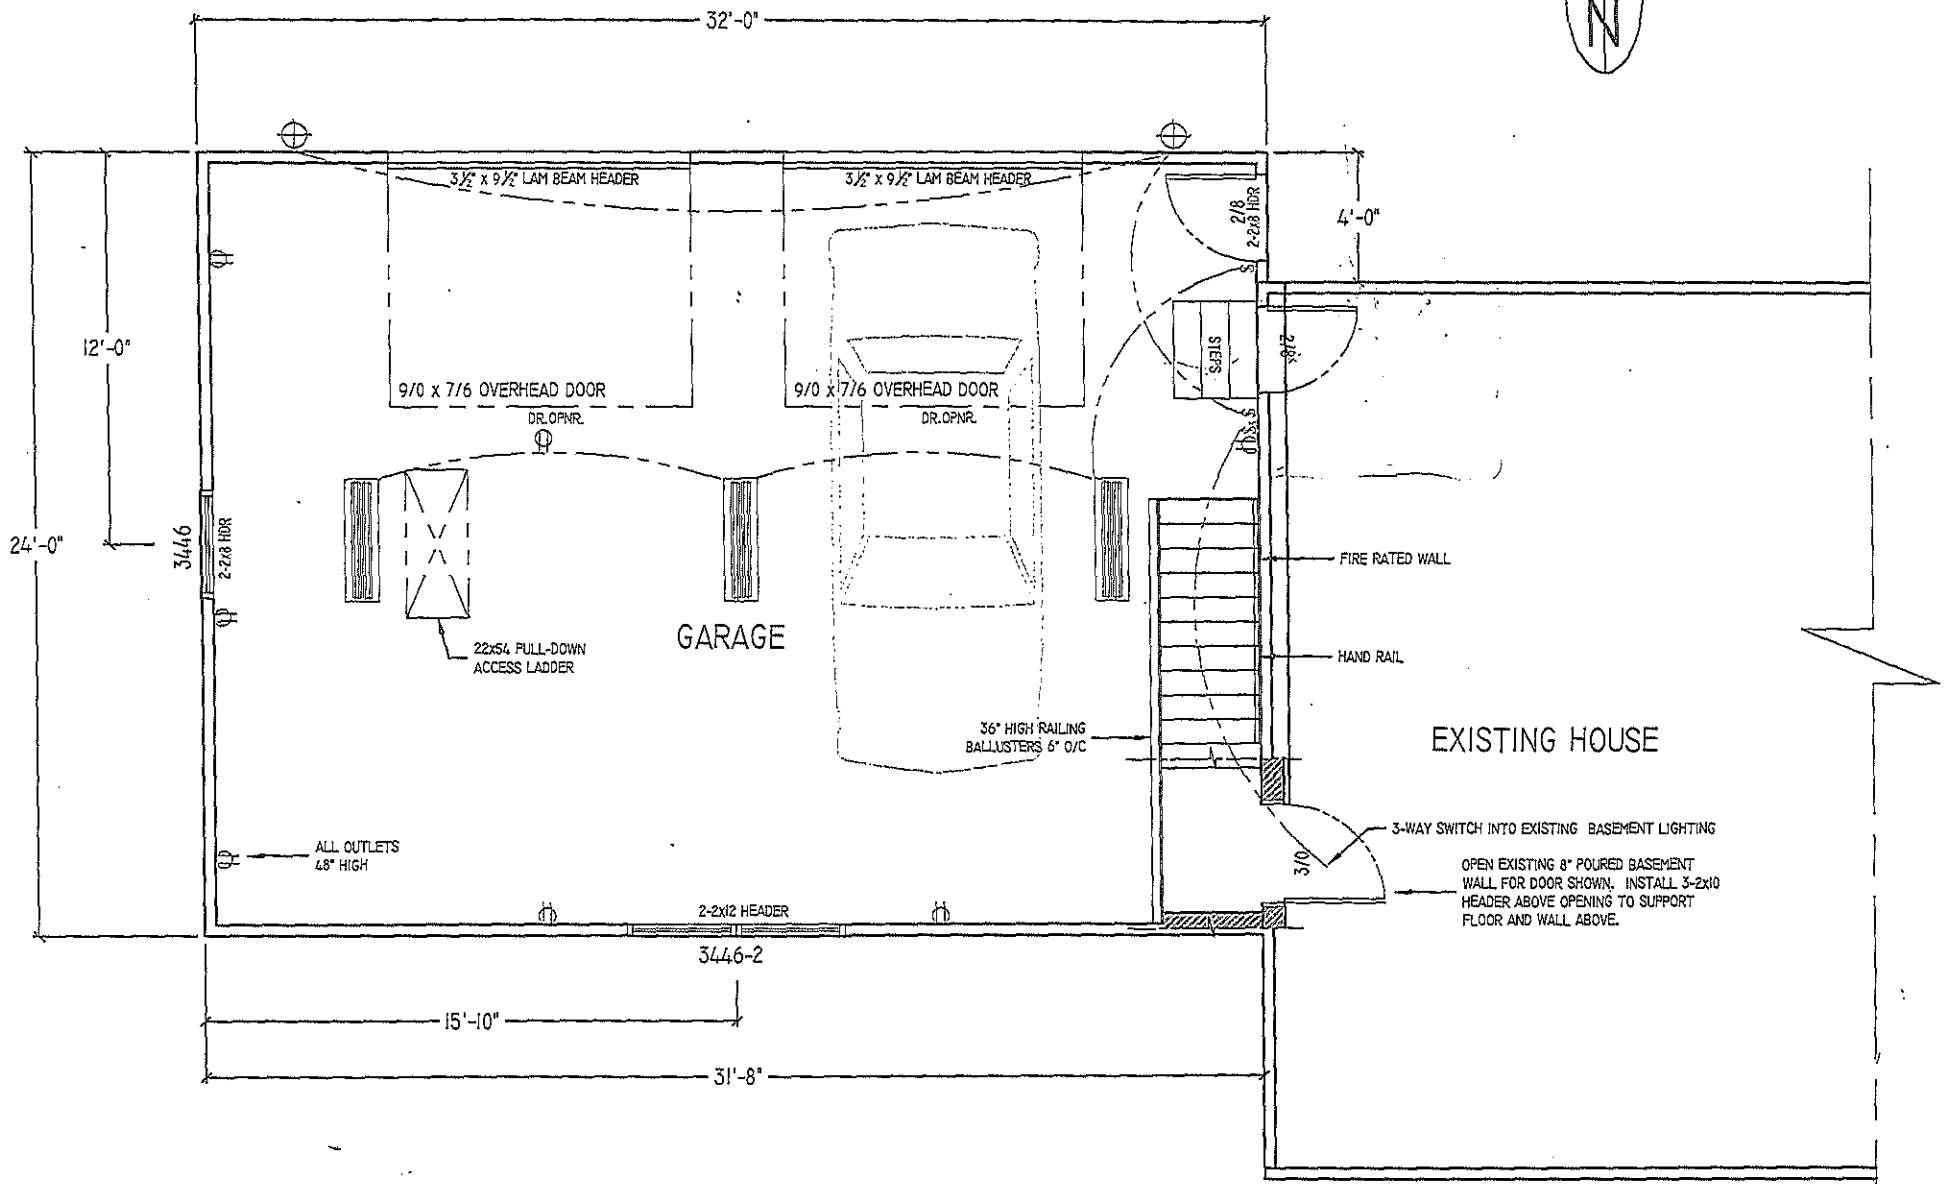 32'-0"
N
3½" x 9½" LAM BEAM HEADER
3½" x 9½" LAM BEAM HEADER
2/8
2-2x8 HDR
4'-0"
S
12'-0"
STEPS
2/8
9/0 x 7/6 OVERHEAD DOOR
9/0 x 7/6 OVERHEAD DOOR
DR.OPNR.
DR.OPNR.
S
S
24'-0"
3446
2-2x8 HDR
FIRE RATED WALL
GARAGE
22x54 PULL-DOWN
ACCESS LADDER
HAND RAIL
36" HIGH RAILING
BALLUSTERS 6" O/C
EXISTING HOUSE
3-WAY SWITCH INTO EXISTING BASEMENT LIGHTING
ALL OUTLETS
48" HIGH
3/0
OPEN EXISTING 8" POURED BASEMENT
WALL FOR DOOR SHOWN. INSTALL 3-2x10
HEADER ABOVE OPENING TO SUPPORT
FLOOR AND WALL ABOVE.
2-2x12 HEADER
3446-2
15'-10"
31'-8"